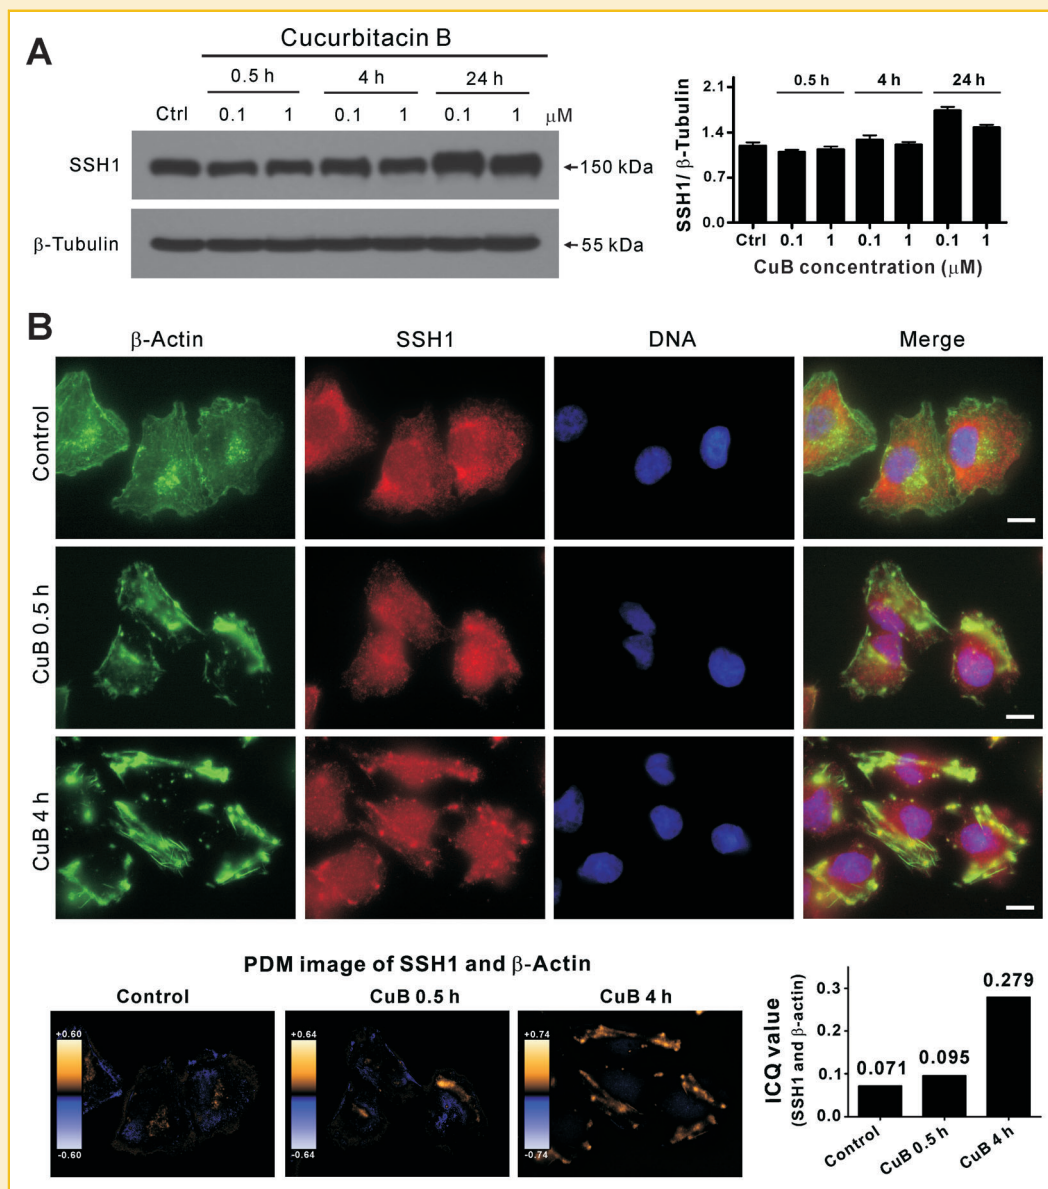 A
Cucurbitacin B
0.5 h 4 h 24 h
Ctrl 0.1 1 0.1 1 0.1 1 μM
SSH1 150 kDa
β-Tubulin 55 kDa
SSH1/ β-Tubulin
2.1
1.4
0.7
0.0
0.5 h 4 h 24 h
Ctrl 0.1 1 0.1 1 0.1 1
CuB concentration (μM)
B
β-Actin SSH1 DNA Merge
Control
CuB 0.5 h
CuB 4 h
PDM image of SSH1 and β-Actin
Control CuB 0.5 h CuB 4 h
+0.60
-0.60
+0.64
-0.64
+0.74
-0.74
ICQ value
(SSH1 and β-actin)
0.3
0.2
0.1
0.0
0.071 0.095 0.279
Control CuB 0.5 h CuB 4 h